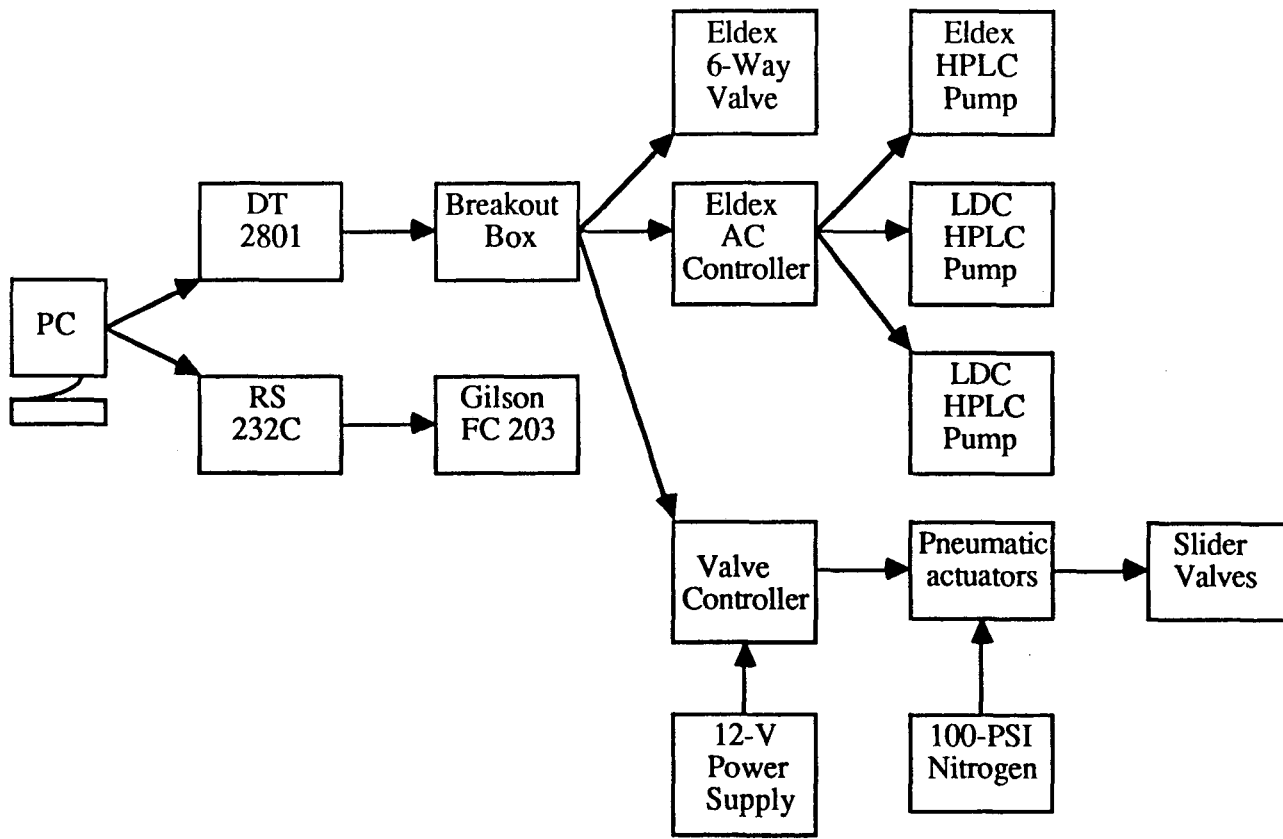 Eldex
6-Way
Valve
Eldex
HPLC
Pump
DT
2801
Breakout
Box
Eldex
AC
Controller
LDC
HPLC
Pump
PC
RS
232C
Gilson
FC 203
LDC
HPLC
Pump
Valve
Controller
Pneumatic
actuators
Slider
Valves
12-V
Power
Supply
100-PSI
Nitrogen